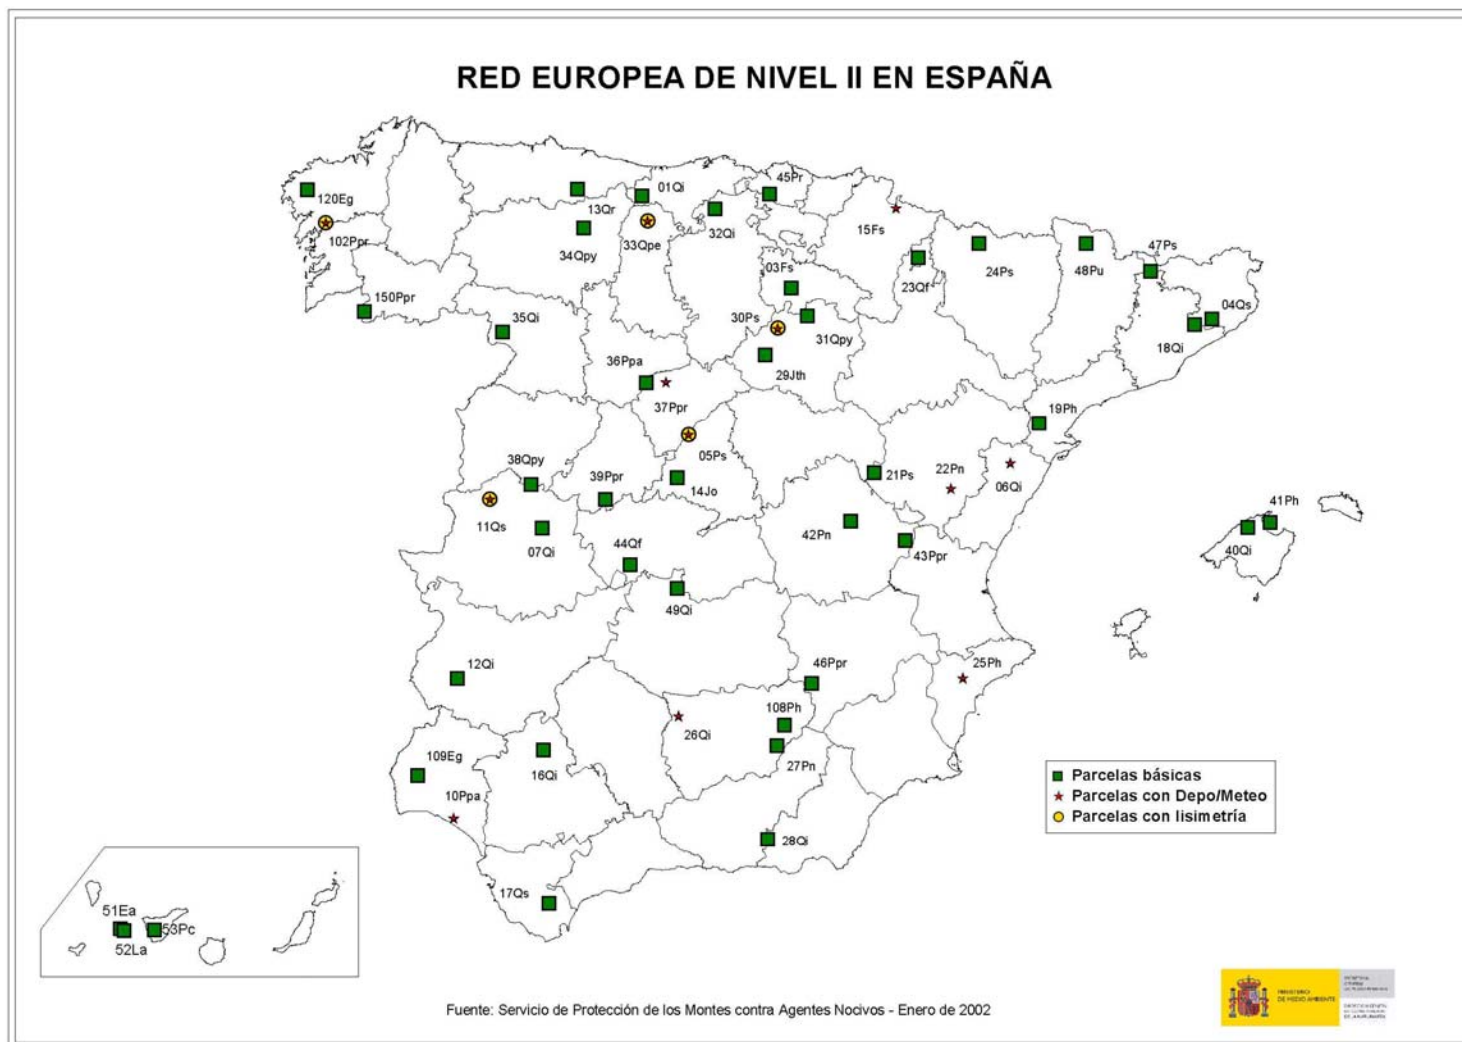 RED EUROPEA DE NIVEL II EN ESPAÑA
120Eg
102Ppr
150Ppr
13Qr
34Qpy
01Qi
33Qpe
32Qi
45Pr
15Fs
03Fs
23Qf
24Ps
48Pu
47Ps
04Qs
18Qi
35Qi
30Ps
31Qpy
29Jth
36Ppa
37Ppr
19Ph
05Ps
38Qpy
39Ppr
14Jo
21Ps
22Pn
06Qi
11Qs
07Qi
44Qf
42Pn
43Ppr
41Ph
40Qi
49Qi
12Qi
46Ppr
25Ph
108Ph
26Qi
27Pn
109Eg
16Qi
10Ppa
28Qi
17Qs
51Ea
52La
53Pc
Parcelas básicas
Parcelas con Depo/Meteo
Parcelas con lisimetría
Fuente: Servicio de Protección de los Montes contra Agentes Nocivos - Enero de 2002
MINISTERIO
DE MEDIO AMBIENTE